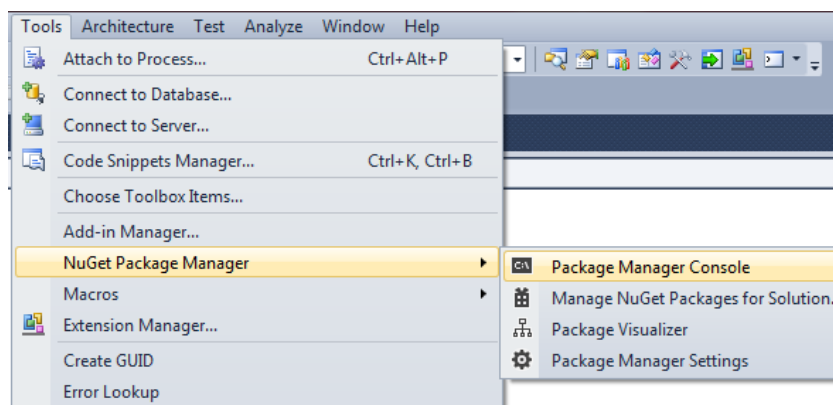 Tools Architecture Test Analyze Window Help
Attach to Process... Ctrl+Alt+P
Connect to Database...
Connect to Server...
Code Snippets Manager... Ctrl+K, Ctrl+B
Choose Toolbox Items...
Add-in Manager...
NuGet Package Manager
Macros
Extension Manager...
Create GUID
Error Lookup
C:\
Package Manager Console
Manage NuGet Packages for Solution.
Package Visualizer
Package Manager Settings